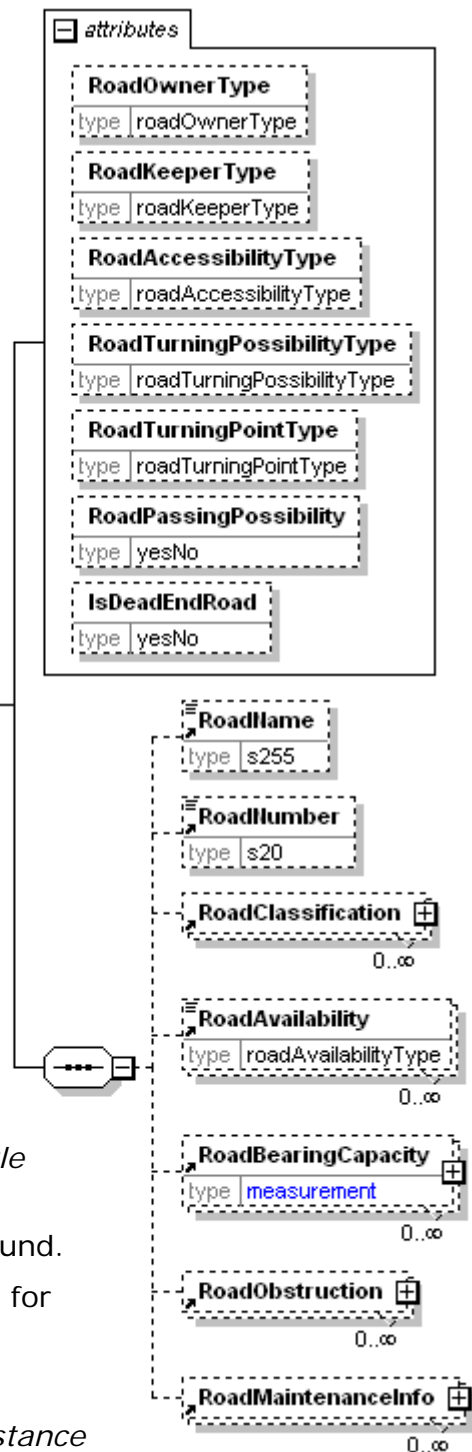 attributes
RoadOwnerType
type roadOwnerType
RoadKeeperType
type roadKeeperType
RoadAccessibilityType
type roadAccessibilityType
RoadTurningPossibilityType
type roadTurningPossibilityType
RoadTurningPointType
type roadTurningPointType
RoadPassingPossibility
type yesNo
IsDeadEndRoad
type yesNo
RoadName
type s255
RoadNumber
type s20
RoadClassification
0..∞
RoadAvailability
type roadAvailabilityType
0..∞
RoadBearingCapacity
type measurement
0..∞
RoadObstruction
0..∞
RoadMaintenanceInfo
0..∞
le
und.
for
stance